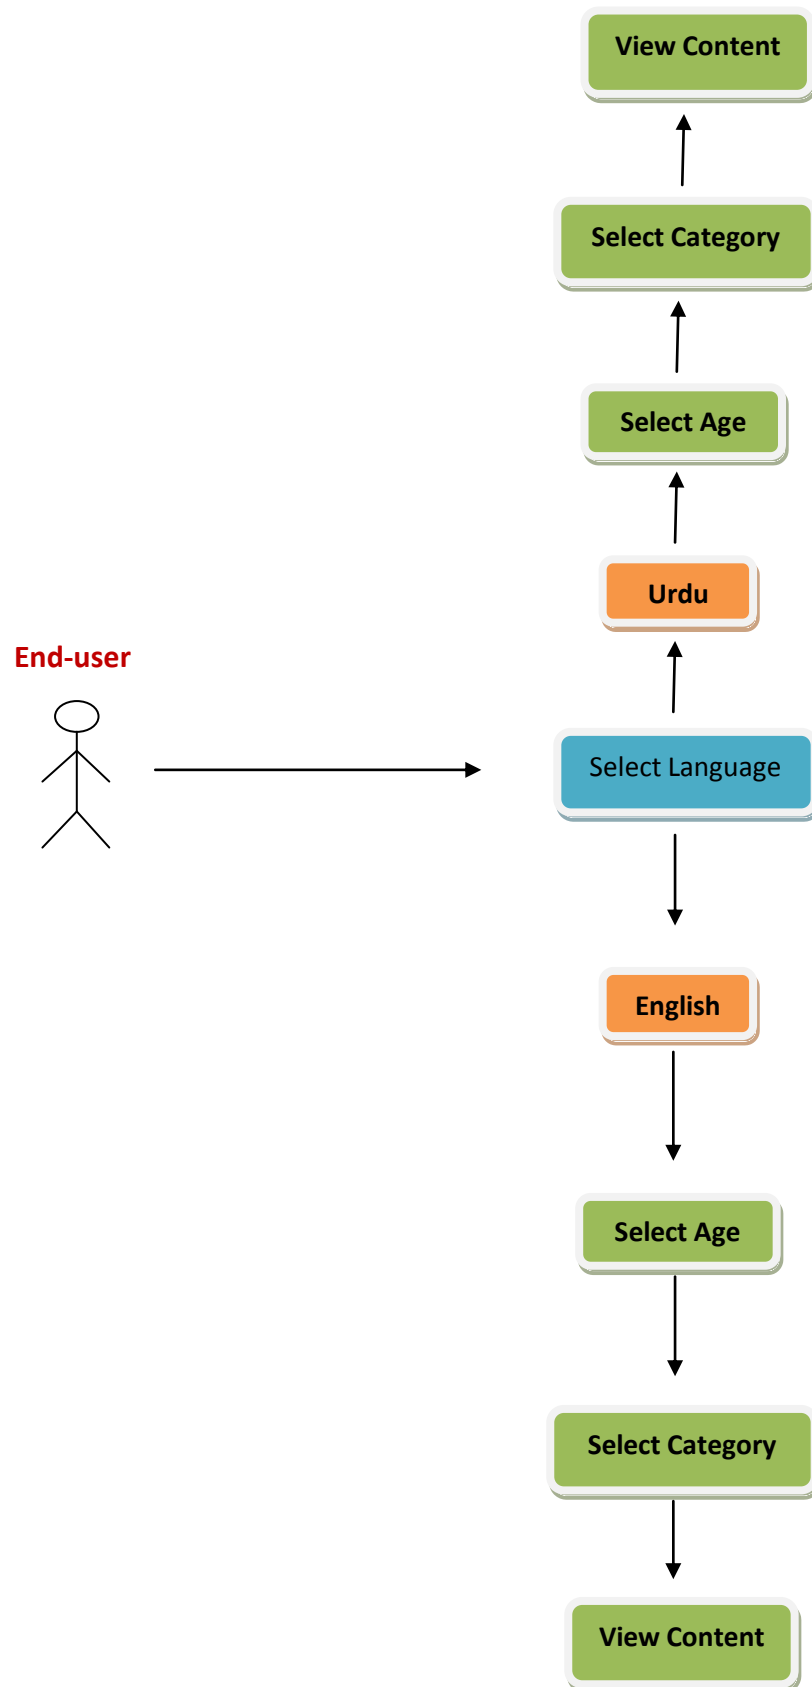 View Content
Select Category
Select Age
Urdu
End-user
Select Language
English
Select Age
Select Category
View Content